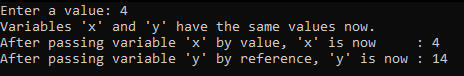 Enter a value: 4
Variables 'x' and 'y' have the same values now.
After passing variable 'x' by value, 'x' is now     : 4
After passing variable 'y' by reference, 'y' is now : 14